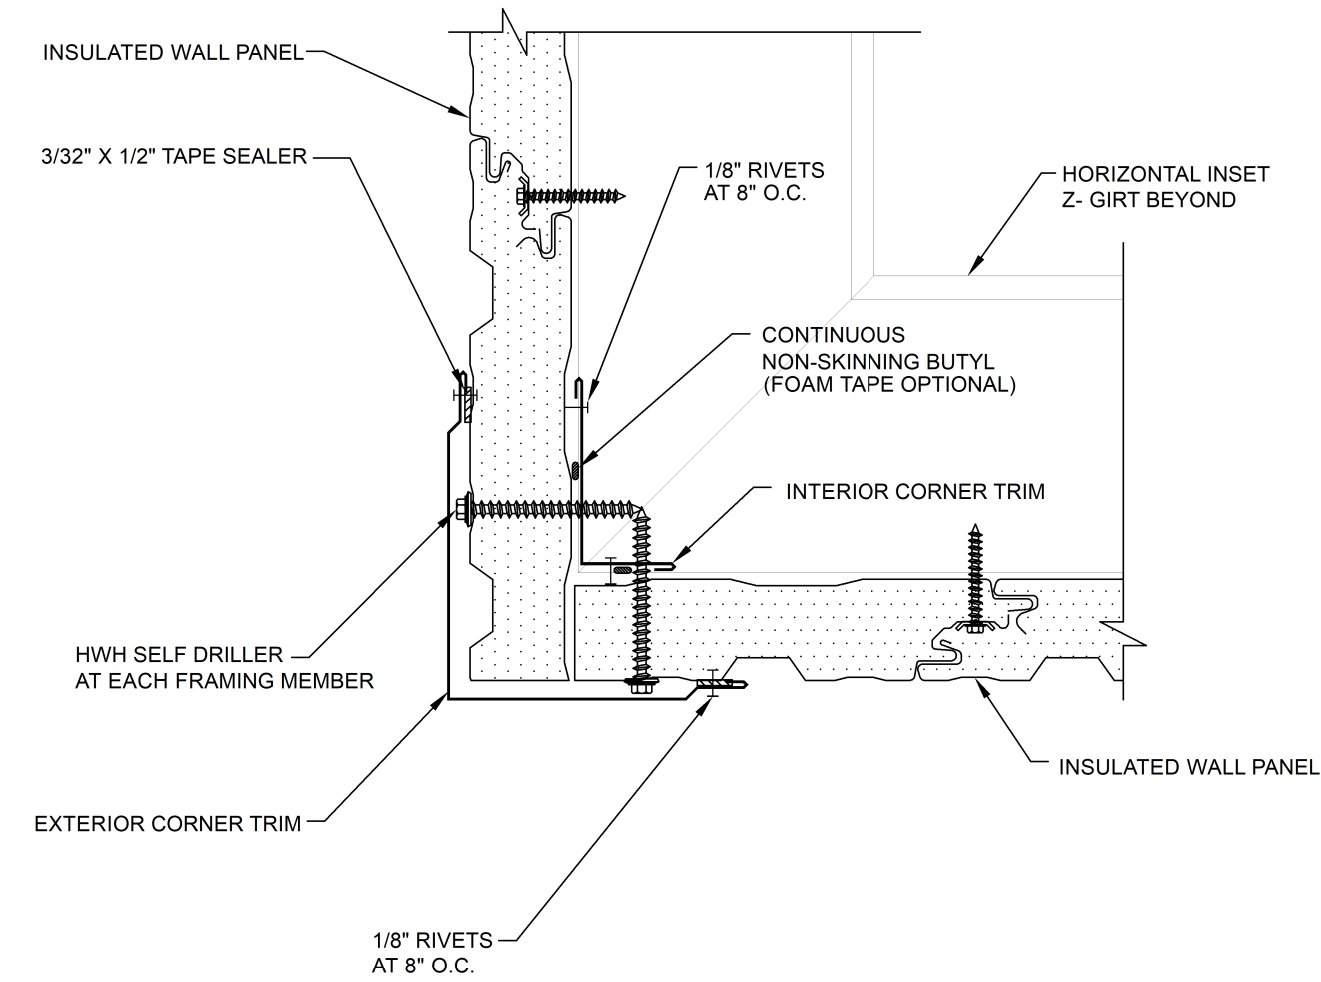 INSULATED WALL PANEL
3/32" X 1/2" TAPE SEALER
1/8" RIVETS
AT 8" O.C.
HORIZONTAL INSET
Z- GIRT BEYOND
CONTINUOUS
NON-SKINNING BUTYL
(FOAM TAPE OPTIONAL)
INTERIOR CORNER TRIM
HWH SELF DRILLER
AT EACH FRAMING MEMBER
INSULATED WALL PANEL
EXTERIOR CORNER TRIM
1/8" RIVETS
AT 8" O.C.